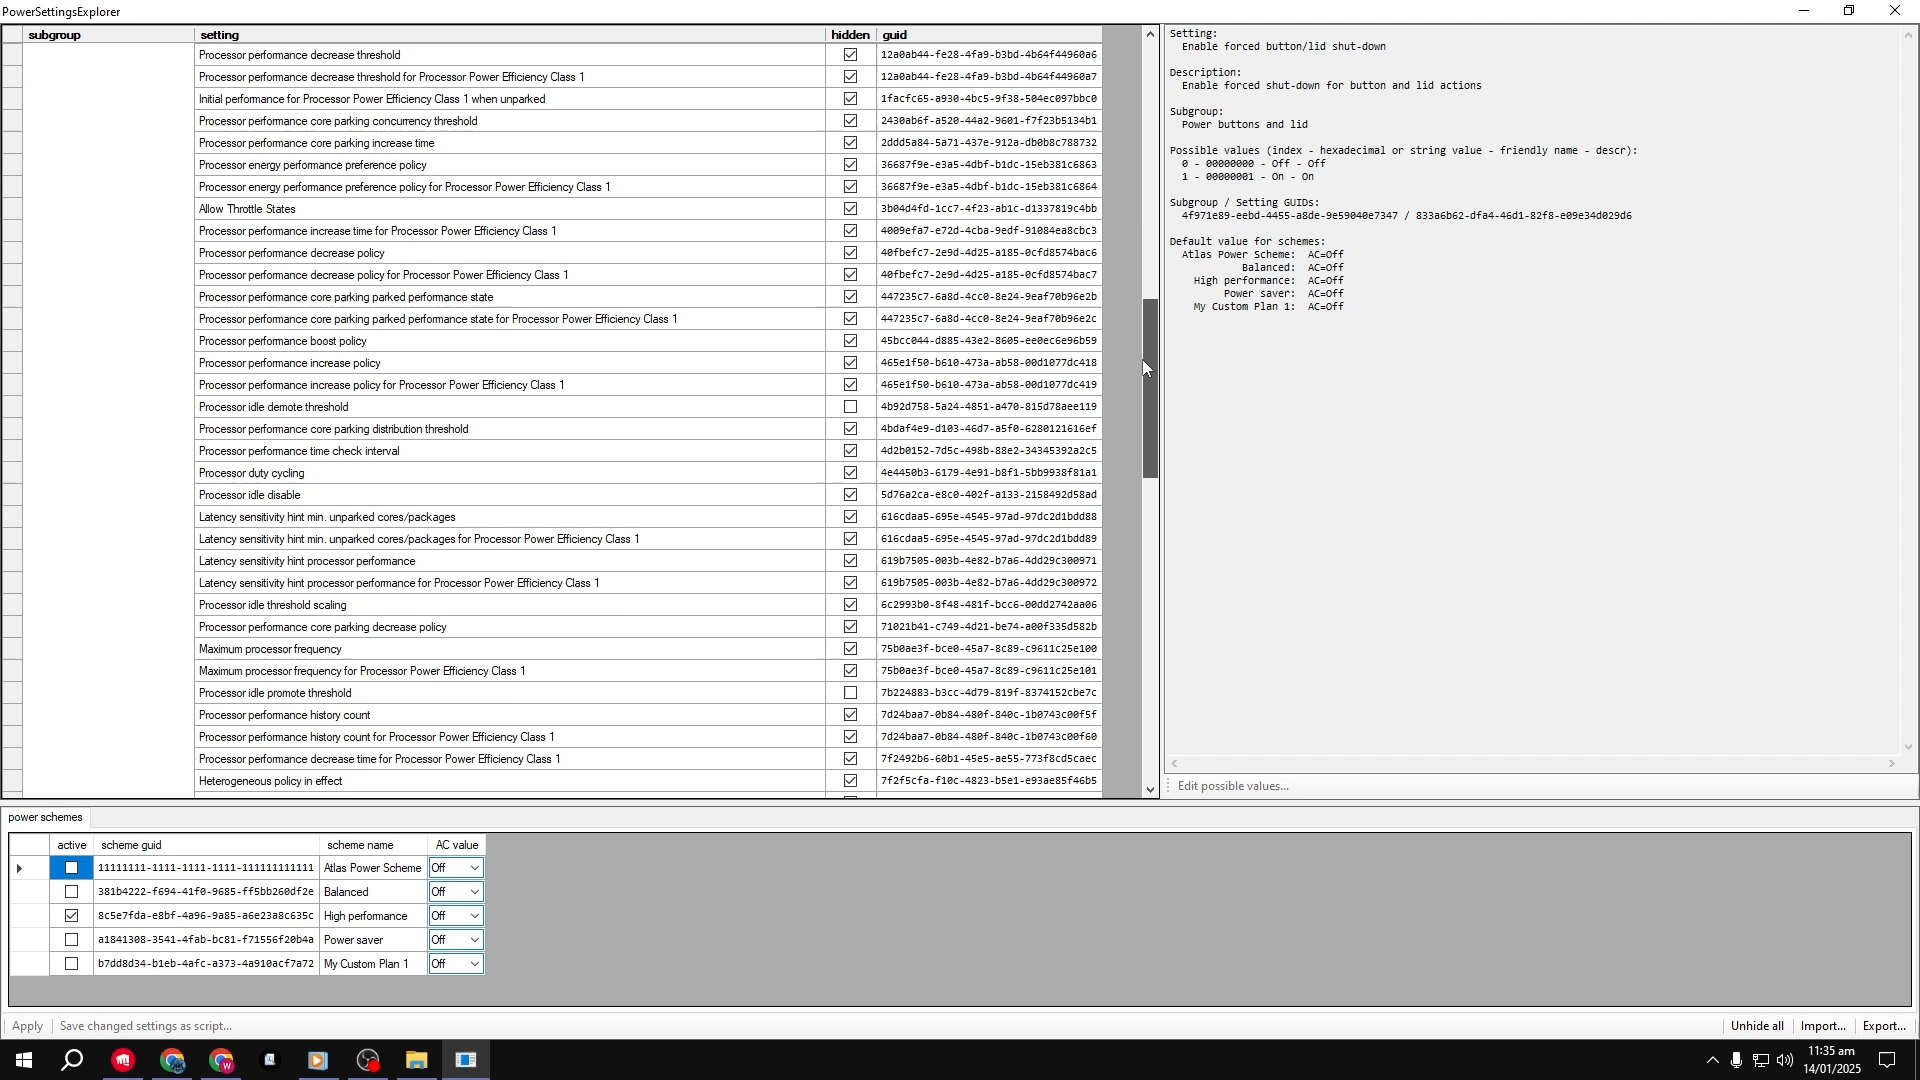 PowerSettingsExplorer
subgroup setting hidden guid
Processor performance decrease threshold 12a0ab44-fe28-4fa9-b3bd-4b64f44960a6
Processor performance decrease threshold for Processor Power Efficiency Class 1 12a0ab44-fe28-4fa9-b3bd-4b64f44960a7
Initial performance for Processor Power Efficiency Class 1 when unparked 1facfc65-a930-4bc5-9f38-504ec097bbc0
Processor performance core parking concurrency threshold 2430ab6f-a520-44a2-9601-f7f23b5134b1
Processor performance core parking increase time 2ddd5a84-5a71-437e-912a-db0b8c788732
Processor energy performance preference policy 36687f9e-e3a5-4dbf-b1dc-15eb381c6863
Processor energy performance preference policy for Processor Power Efficiency Class 1 36687f9e-e3a5-4dbf-b1dc-15eb381c6864
Allow Throttle States 3b04d4fd-1cc7-4f23-ab1c-d1337819c4bb
Processor performance increase time for Processor Power Efficiency Class 1 4009efa7-e72d-4cba-9edf-91084ea8cbc3
Processor performance decrease policy 40fbefc7-2e9d-4d25-a185-0cfd8574bac6
Processor performance decrease policy for Processor Power Efficiency Class 1 40fbefc7-2e9d-4d25-a185-0cfd8574bac7
Processor performance core parking parked performance state 447235c7-6a8d-4cc0-8e24-9eaf70b96e2b
Processor performance core parking parked performance state for Processor Power Efficiency Class 1 447235c7-6a8d-4cc0-8e24-9eaf70b96e2c
Processor performance boost policy 45bcc044-d885-43e2-8605-ee0ec6e96b59
Processor performance increase policy 465e1f50-b610-473a-ab58-00d1077dc418
Processor performance increase policy for Processor Power Efficiency Class 1 465e1f50-b610-473a-ab58-00d1077dc419
Processor idle demote threshold 4b92d758-5a24-4851-a470-815d78aee119
Processor performance core parking distribution threshold 4bdaf4e9-d103-46d7-a5f0-6280121616ef
Processor performance time check interval 4d2b0152-7d5c-498b-88e2-34345392a2c5
Processor duty cycling 4e4450b3-6179-4e91-b8f1-5bb9938f81a1
Processor idle disable 5d76a2ca-e8c0-402f-a133-2158492d58ad
Latency sensitivity hint min. unparked cores/packages 616cdaa5-695e-4545-97ad-97dc2d1bdd88
Latency sensitivity hint min. unparked cores/packages for Processor Power Efficiency Class 1 616cdaa5-695e-4545-97ad-97dc2d1bdd89
Latency sensitivity hint processor performance 619b7505-003b-4e82-b7a6-4dd29c300971
Latency sensitivity hint processor performance for Processor Power Efficiency Class 1 619b7505-003b-4e82-b7a6-4dd29c300972
Processor idle threshold scaling 6c2993b0-8f48-481f-bcc6-00dd2742aa06
Processor performance core parking decrease policy 71021b41-c749-4d21-be74-a00f335d582b
Maximum processor frequency 75b0ae3f-bce0-45a7-8c89-c9611c25e100
Maximum processor frequency for Processor Power Efficiency Class 1 75b0ae3f-bce0-45a7-8c89-c9611c25e101
Processor idle promote threshold 7b224883-b3cc-4d79-819f-8374152cbe7c
Processor performance history count 7d24baa7-0b84-480f-840c-1b0743c00f5f
Processor performance history count for Processor Power Efficiency Class 1 7d24baa7-0b84-480f-840c-1b0743c00f60
Processor performance decrease time for Processor Power Efficiency Class 1 7f2492b6-60b1-45e5-ae55-773f8cd5caec
Heterogeneous policy in effect 7f2f5cfa-f10c-4823-b5e1-e93ae85f46b5
Setting:
Enable forced button/lid shut-down
Description:
Enable forced shut-down for button and lid actions
Subgroup:
Power buttons and lid
Possible values (index - hexadecimal or string value - friendly name - descr):
0 - 00000000 - Off - Off
1 - 00000001 - On - On
Subgroup / Setting GUIDs:
4f971e89-eebd-4455-a8de-9e59040e7347 / 833a6b62-dfa4-46d1-82f8-e09e34d029d6
Default value for schemes:
Atlas Power Scheme: AC=Off
Balanced: AC=Off
High performance: AC=Off
Power saver: AC=Off
My Custom Plan 1: AC=Off
Edit possible values...
power schemes
active scheme guid scheme name AC value
11111111-1111-1111-1111-111111111111 Atlas Power Scheme Off
381b4222-f694-41f0-9685-ff5bb260df2e Balanced Off
8c5e7fda-e8bf-4a96-9a85-a6e23a8c635c High performance Off
a1841308-3541-4fab-bc81-f71556f20b4a Power saver Off
b7dd8d34-b1eb-4afc-a373-4a910acf7a72 My Custom Plan 1 Off
Apply Save changed settings as script... Unhide all Import... Export...
11:35 am
14/01/2025